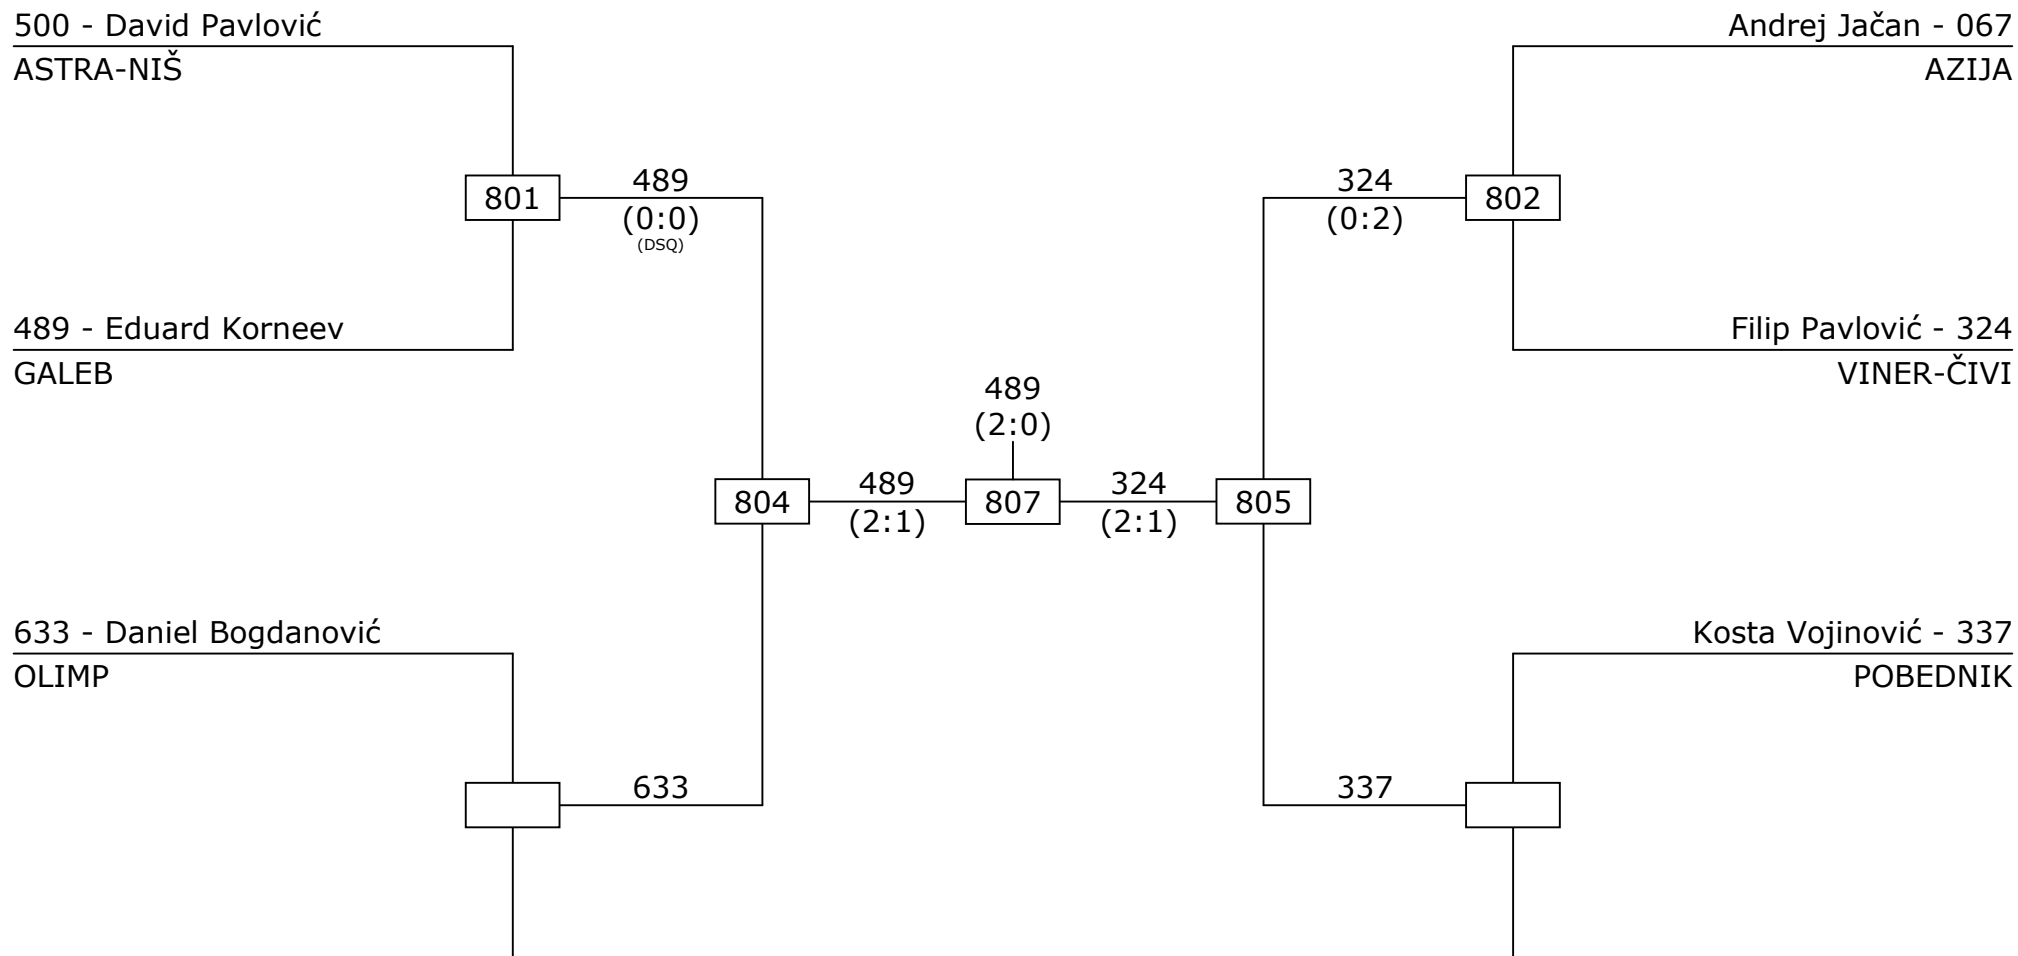 500 - David Pavlović
ASTRA-NIŠ
Andrej Jačan - 067
AZIJA
801
489
(0:0)
(DSQ)
324
(0:2)
802
489 - Eduard Korneev
GALEB
Filip Pavlović - 324
VINER-ČIVI
489
(2:0)
804
489
(2:1)
807
324
(2:1)
805
633 - Daniel Bogdanović
OLIMP
Kosta Vojinović - 337
POBEDNIK
633
337